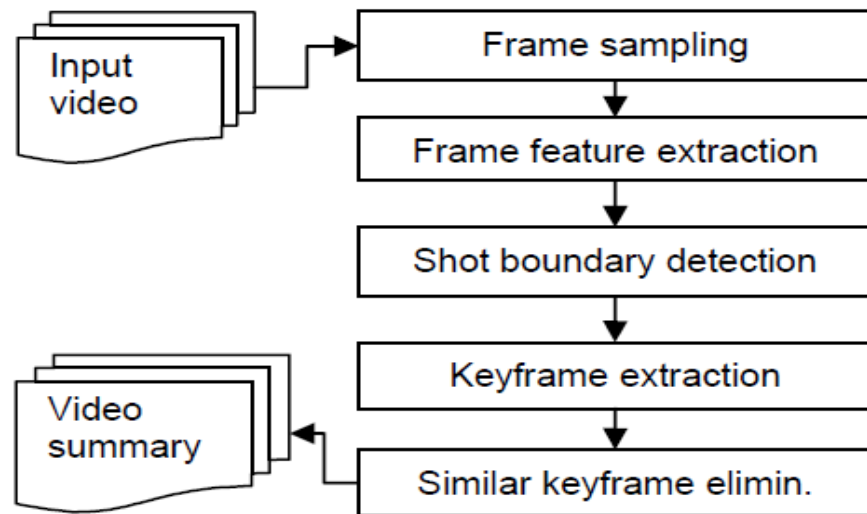 Input
video
Frame sampling
Frame feature extraction
Shot boundary detection
Keyframe extraction
Similar keyframe elimin.
Video
summary